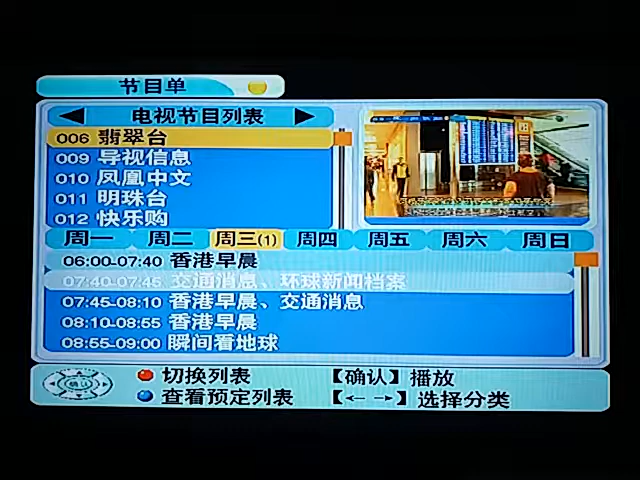 节目单
电视节目列表
006 翡翠台
009 导视信息
010 凤凰中文
011 明珠台
012 快乐购
周一 周二 周三(1) 周四 周五 周六 周日
06:00-07:40 香港早晨
07:40-07:45 交通消息、环球新闻档案
07:45-08:10 香港早晨、交通消息
08:10-08:55 香港早晨
08:55-09:00 瞬间看地球
确认
切换列表 【确认】播放
查看预定列表 【←- -→】选择分类